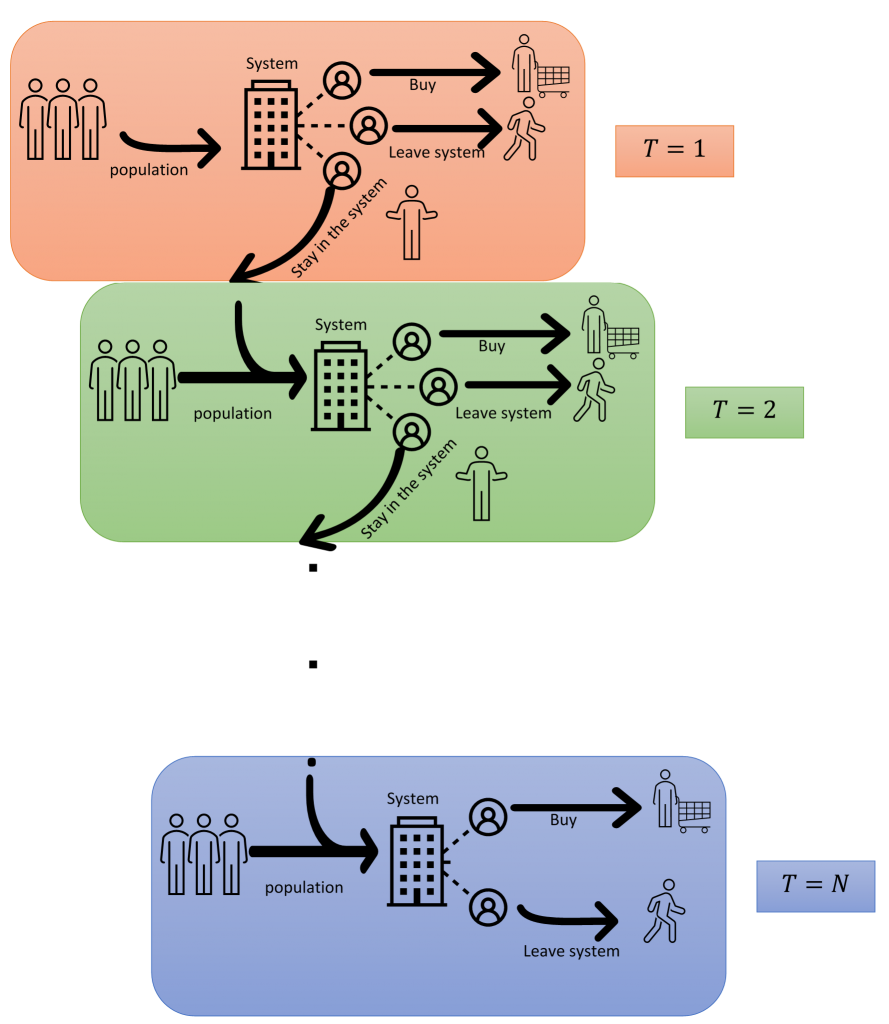 System
Buy
Leave system
population
Stay in the system
T = 1
System
Buy
Leave system
population
Stay in the system
T = 2
System
Buy
population
Leave system
T = N